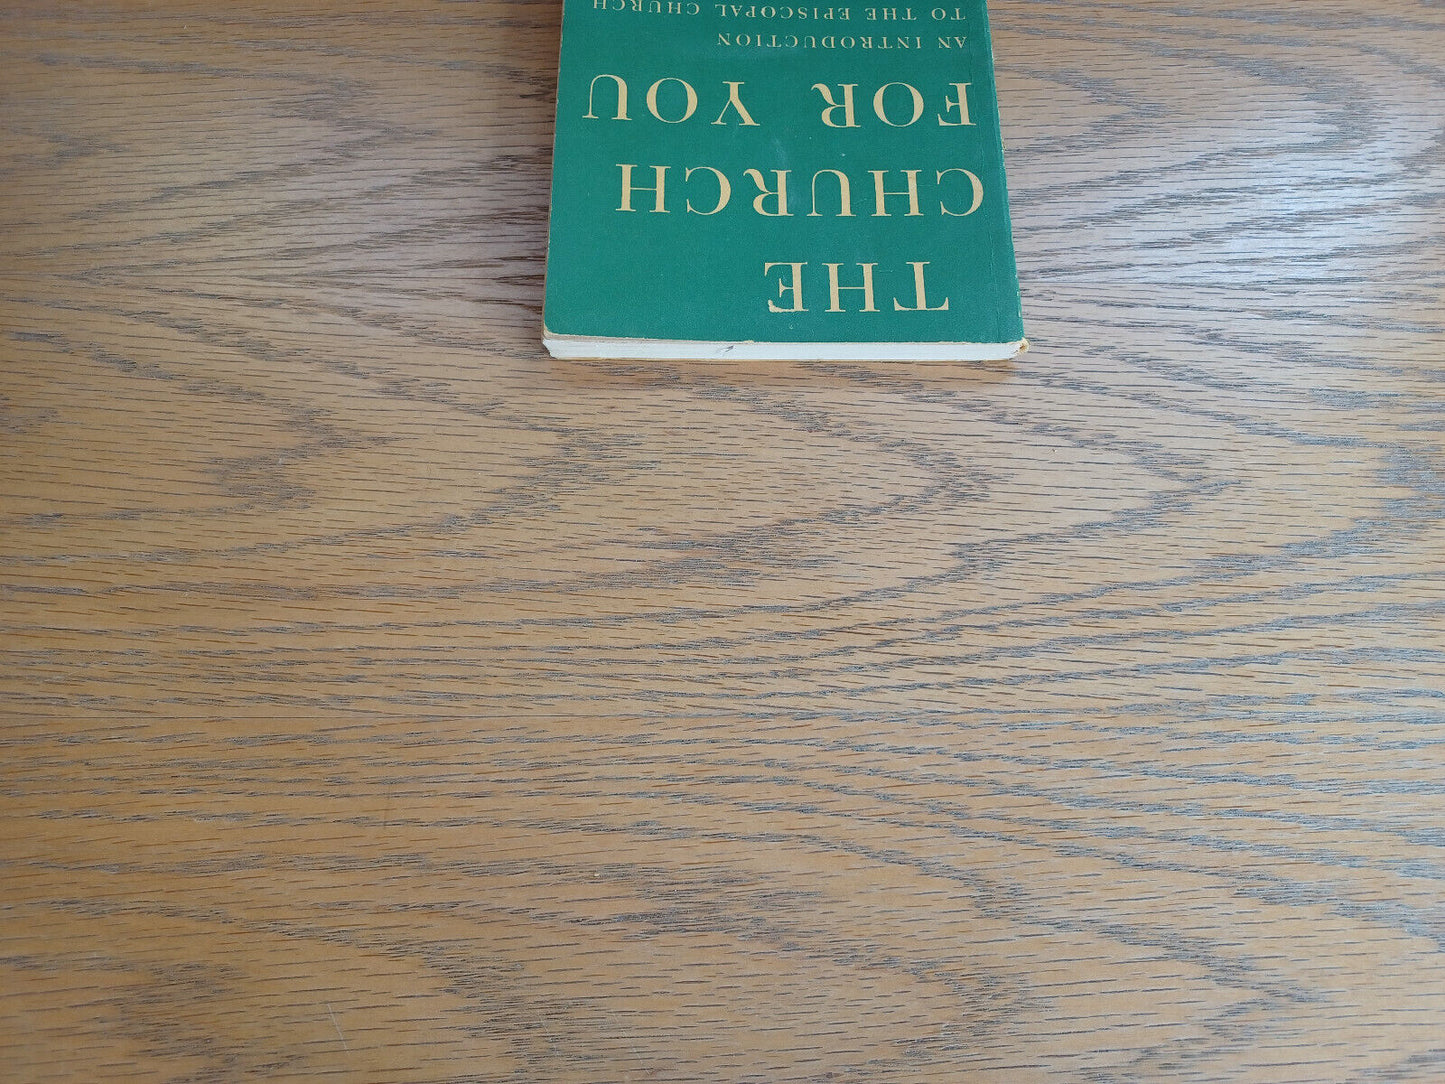 THE
CHURCH
FOR YOU
AN INTRODUCTION
TO THE EPISCOPAL CHURCH